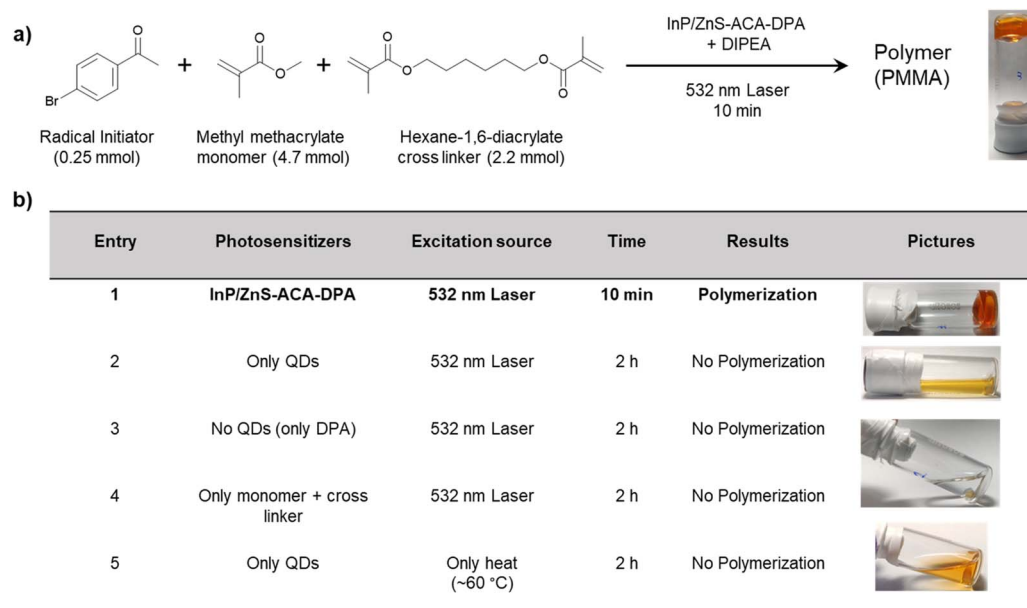 a)
O
Br
+
O
O
+
O
O
O
O
InP/ZnS-ACA-DPA
+ DIPEA
532 nm Laser
10 min
Polymer
(PMMA)
Radical Initiator
(0.25 mmol)
Methyl methacrylate
monomer (4.7 mmol)
Hexane-1,6-diacrylate
cross linker (2.2 mmol)
b)
Entry Photosensitizers Excitation source Time Results Pictures
1 InP/ZnS-ACA-DPA 532 nm Laser 10 min Polymerization
2 Only QDs 532 nm Laser 2 h No Polymerization
3 No QDs (only DPA) 532 nm Laser 2 h No Polymerization
4 Only monomer + cross
linker 532 nm Laser 2 h No Polymerization
5 Only QDs Only heat
(~60 °C) 2 h No Polymerization